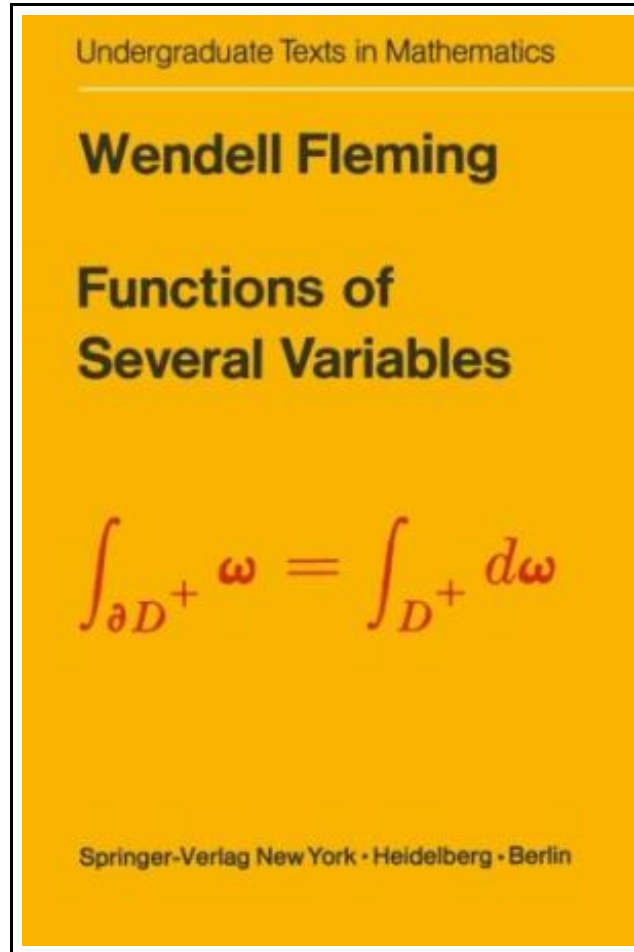 Undergraduate Texts in Mathematics
Wendell Fleming
Functions of
Several Variables
∫_{∂D⁺} ω = ∫_{D⁺} dω
Springer-Verlag New York · Heidelberg · Berlin